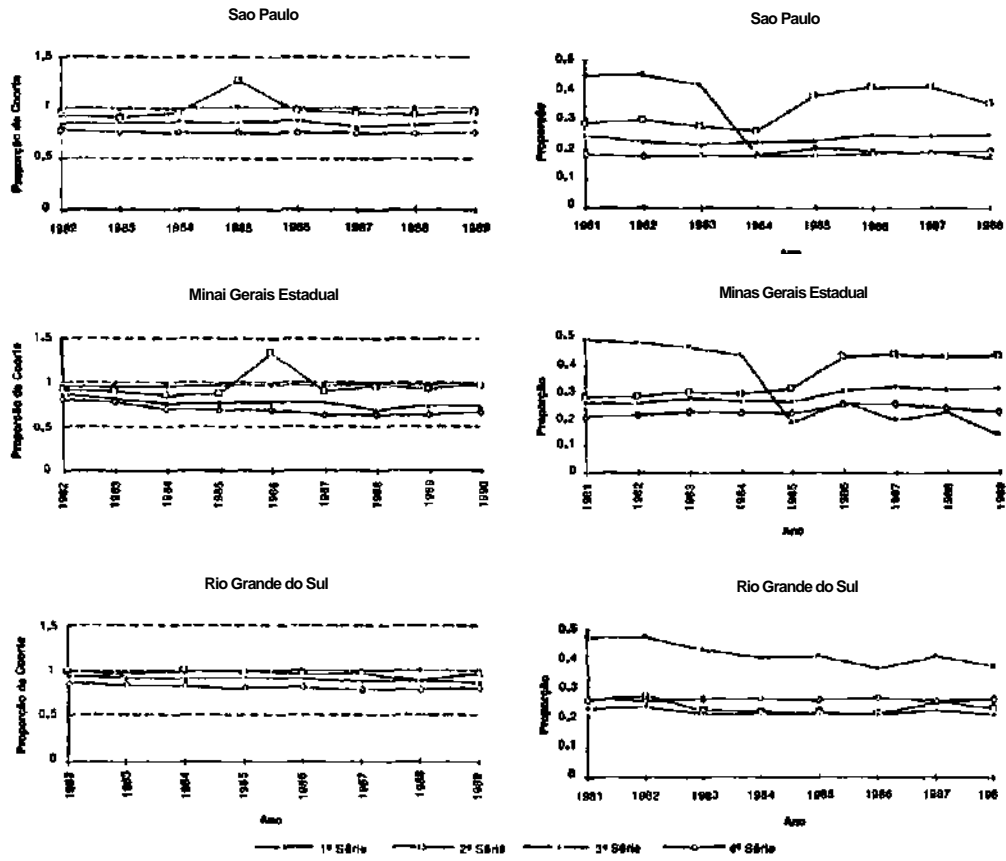 Sao Paulo
Proporção de Coorte
1,5
1
0,5
0
1982 1983 1984 1985 1986 1987 1988 1989
Sao Paulo
Proporção
0.5
0.4
0.3
0.2
0.1
0
1981 1982 1983 1984 1985 1986 1987 1988
Ano
Minai Gerais Estadual
Proporção de Coorte
1,5
1
0,5
0
1982 1983 1984 1985 1986 1987 1988 1989 1990
Ano
Minas Gerais Estadual
Proporção
0.5
0.4
0.3
0.2
0.1
0
1981 1982 1983 1984 1985 1986 1987 1988 1989
Ano
Rio Grande do Sul
Proporção de Coorte
1,5
1
0,5
0
1982 1983 1984 1985 1986 1987 1988 1989
Ano
Rio Grande do Sul
Proporção
0.5
0.4
0.3
0.2
0.1
0
1981 1982 1983 1984 1985 1986 1987 198
Ano
1ª Série 2ª Série 3ª Série 4ª Série